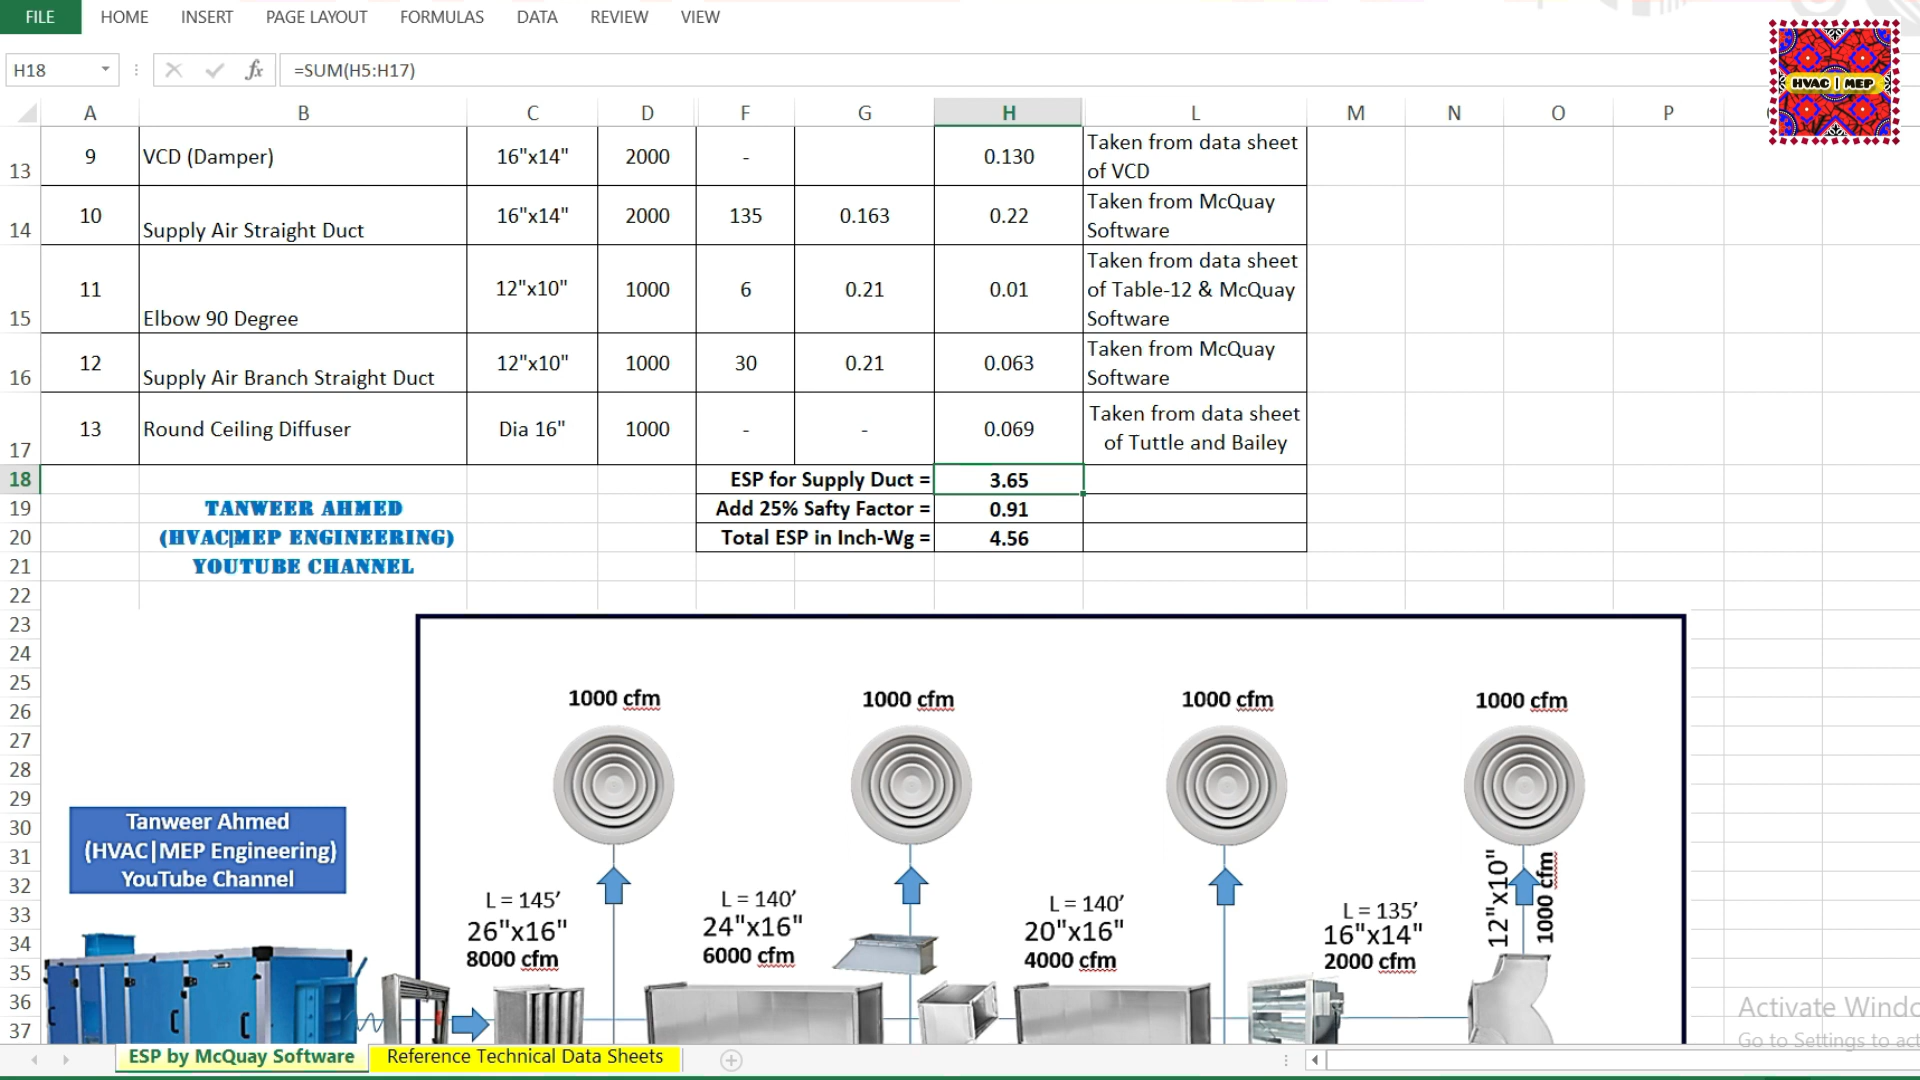 FILE HOME INSERT PAGE LAYOUT FORMULAS DATA REVIEW VIEW
HVAC | MEP
H18 fx =SUM(H5:H17)
A B C D F G H L M N O P
13 9 VCD (Damper) 16"x14" 2000 - 0.130 Taken from data sheet
of VCD
14 10 Supply Air Straight Duct 16"x14" 2000 135 0.163 0.22 Taken from McQuay
Software
15 11 Elbow 90 Degree 12"x10" 1000 6 0.21 0.01 Taken from data sheet
of Table-12 & McQuay
Software
16 12 Supply Air Branch Straight Duct 12"x10" 1000 30 0.21 0.063 Taken from McQuay
Software
17 13 Round Ceiling Diffuser Dia 16" 1000 - - 0.069 Taken from data sheet
of Tuttle and Bailey
18 ESP for Supply Duct = 3.65
19 TANWEER AHMED Add 25% Safty Factor = 0.91
20 (HVAC|MEP ENGINEERING) Total ESP in Inch-Wg = 4.56
21 YOUTUBE CHANNEL
22
23
24
25
26 1000 cfm 1000 cfm 1000 cfm 1000 cfm
27
28
29
30 Tanweer Ahmed
31 (HVAC|MEP Engineering)
32 YouTube Channel
33 L = 145' L = 140' L = 140' L = 135' 12"x10" 1000 cfm
34 26"x16" 24"x16" 20"x16" 16"x14"
35 8000 cfm 6000 cfm 4000 cfm 2000 cfm
36
37
Activate Windo
Go to Settings to act
ESP by McQuay Software Reference Technical Data Sheets